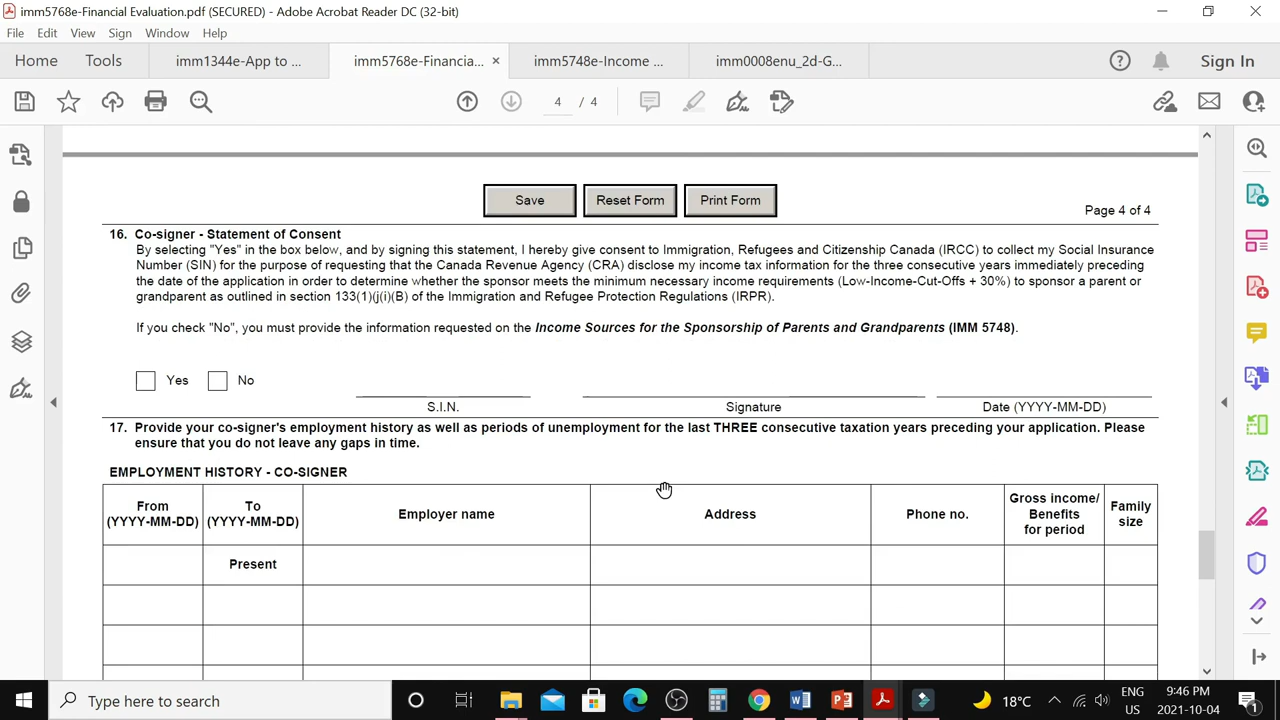 imm5768e-Financial Evaluation.pdf (SECURED) - Adobe Acrobat Reader DC (32-bit)
File Edit View Sign Window Help
Home Tools imm1344e-App to ... imm5768e-Financia... × imm5748e-Income ... imm0008enu_2d-G... Sign In
4 / 4
Save Reset Form Print Form
Page 4 of 4
16. Co-signer - Statement of Consent
By selecting "Yes" in the box below, and by signing this statement, I hereby give consent to Immigration, Refugees and Citizenship Canada (IRCC) to collect my Social Insurance
Number (SIN) for the purpose of requesting that the Canada Revenue Agency (CRA) disclose my income tax information for the three consecutive years immediately preceding
the date of the application in order to determine whether the sponsor meets the minimum necessary income requirements (Low-Income-Cut-Offs + 30%) to sponsor a parent or
grandparent as outlined in section 133(1)(j(i)(B) of the Immigration and Refugee Protection Regulations (IRPR).
If you check "No", you must provide the information requested on the Income Sources for the Sponsorship of Parents and Grandparents (IMM 5748).
Yes No
S.I.N. Signature Date (YYYY-MM-DD)
17. Provide your co-signer's employment history as well as periods of unemployment for the last THREE consecutive taxation years preceding your application. Please
ensure that you do not leave any gaps in time.
EMPLOYMENT HISTORY - CO-SIGNER
From
(YYYY-MM-DD)
To
(YYYY-MM-DD)
Employer name
Address
Phone no.
Gross income/
Benefits
for period
Family
size
Present
Type here to search
18°C
ENG
US
9:46 PM
2021-10-04
1